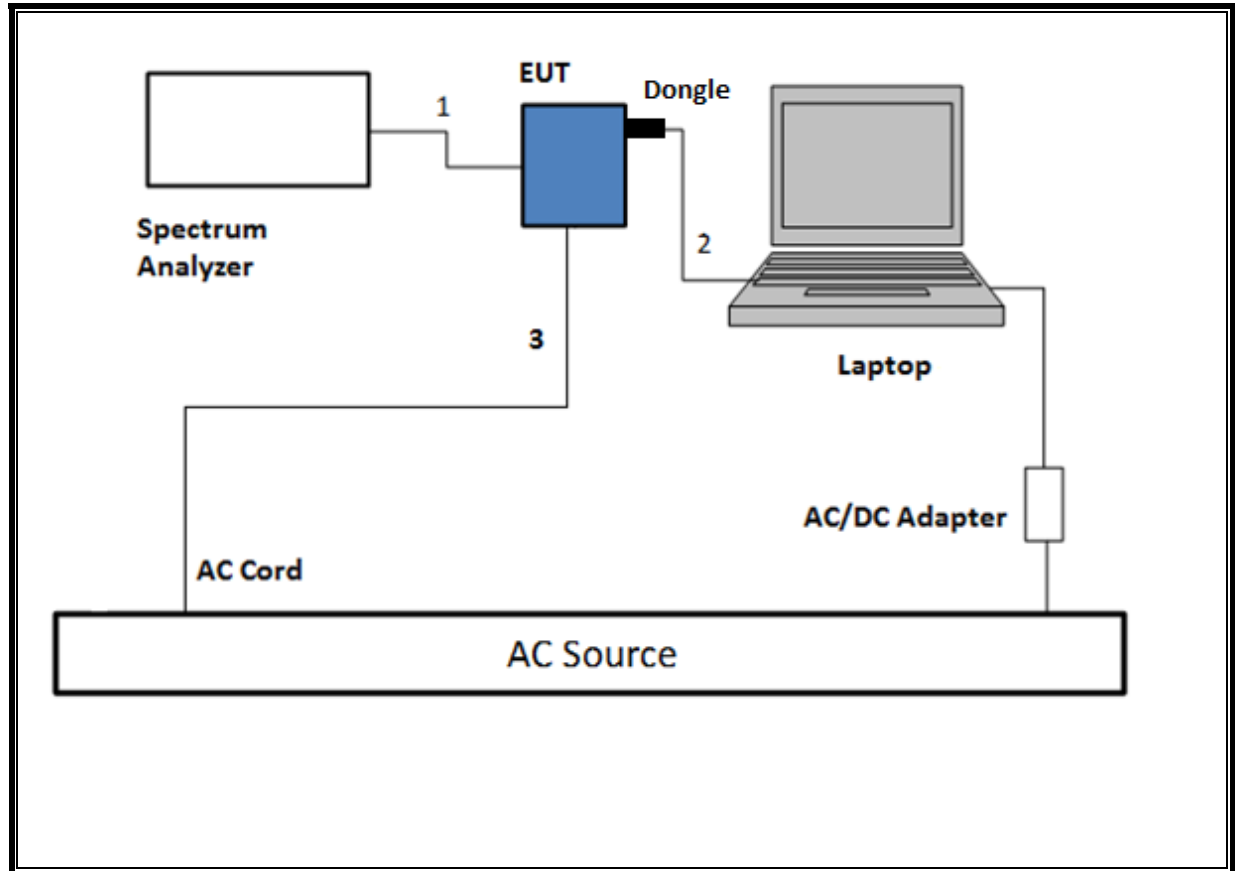 EUT
Dongle
1
Spectrum
Analyzer
2
3
Laptop
AC/DC Adapter
AC Cord
AC Source